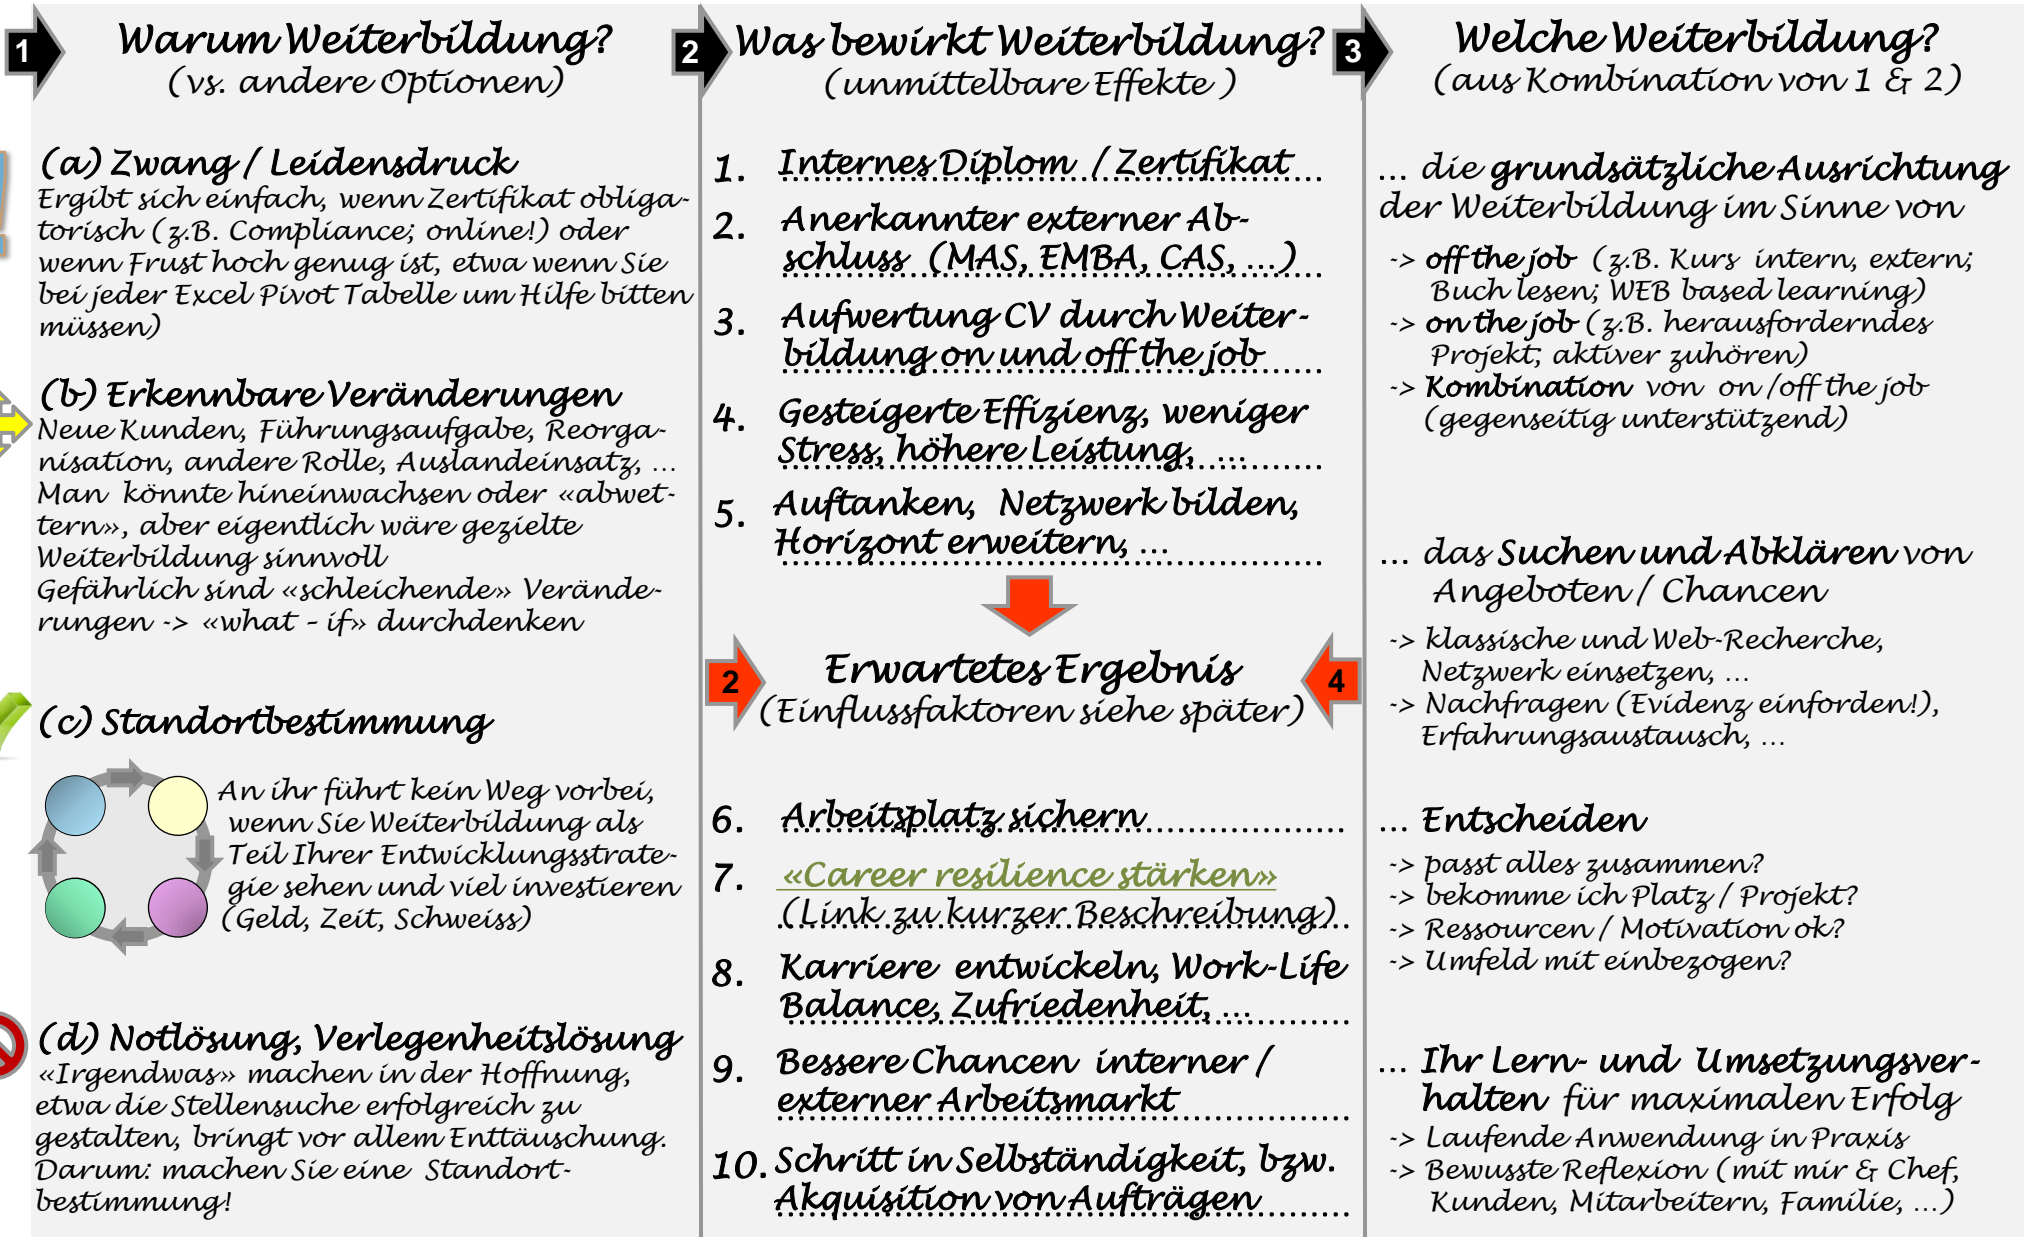 1
Warum Weiterbildung?
(vs. andere Optionen)
(a) Zwang / Leidensdruck
Ergibt sich einfach, wenn Zertifikat obliga-
torisch (z.B. Compliance; online!) oder
wenn Frust hoch genug ist, etwa wenn Sie
bei jeder Excel Pivot Tabelle um Hilfe bitten
müssen)
(b) Erkennbare Veränderungen
Neue Kunden, Führungsaufgabe, Reorga-
nisation, andere Rolle, Auslandeinsatz, ...
Man könnte hineinwachsen oder «abwet-
tern», aber eigentlich wäre gezielte
Weiterbildung sinnvoll
Gefährlich sind «schleichende» Verände-
rungen -> «what – if» durchdenken
(c) Standortbestimmung
An ihr führt kein Weg vorbei,
wenn Sie Weiterbildung als
Teil Ihrer Entwicklungsstrate-
gie sehen und viel investieren
(Geld, Zeit, Schweiss)
(d) Notlösung, Verlegenheitslösung
«Irgendwas» machen in der Hoffnung,
etwa die Stellensuche erfolgreich zu
gestalten, bringt vor allem Enttäuschung.
Darum: machen Sie eine Standort-
bestimmung!
2
Was bewirkt Weiterbildung?
(unmittelbare Effekte )
1. Internes Diplom / Zertifikat
2. Anerkannter externer Ab-
schluss (MAS, EMBA, CAS, ...)
3. Aufwertung CV durch Weiter-
bildung on und off the job
4. Gesteigerte Effizienz, weniger
Stress, höhere Leistung, ...
5. Auftanken, Netzwerk bilden,
Horizont erweitern, ...
2 Erwartetes Ergebnis 4
(Einflussfaktoren siehe später)
6. Arbeitsplatz sichern
7. «Career resilience stärken»
(Link zu kurzer Beschreibung)
8. Karriere entwickeln, Work-Life
Balance, Zufriedenheit, ...
9. Bessere Chancen interner /
externer Arbeitsmarkt
10. Schritt in Selbständigkeit, bzw.
Akquisition von Aufträgen
3
Welche Weiterbildung?
(aus Kombination von 1 & 2)
... die grundsätzliche Ausrichtung
der Weiterbildung im Sinne von
-> off the job (z.B. Kurs intern, extern;
Buch lesen; WEB based learning)
-> on the job (z.B. herausforderndes
Projekt; aktiver zuhören)
-> Kombination von on /off the job
(gegenseitig unterstützend)
... das Suchen und Abklären von
Angeboten / Chancen
-> klassische und Web-Recherche,
Netzwerk einsetzen, ...
-> Nachfragen (Evidenz einfordern!),
Erfahrungsaustausch, ...
... Entscheiden
-> passt alles zusammen?
-> bekomme ich Platz / Projekt?
-> Ressourcen / Motivation ok?
-> Umfeld mit einbezogen?
... Ihr Lern- und Umsetzungsver-
halten für maximalen Erfolg
-> Laufende Anwendung in Praxis
-> Bewusste Reflexion (mit mir & Chef,
Kunden, Mitarbeitern, Familie, ...)